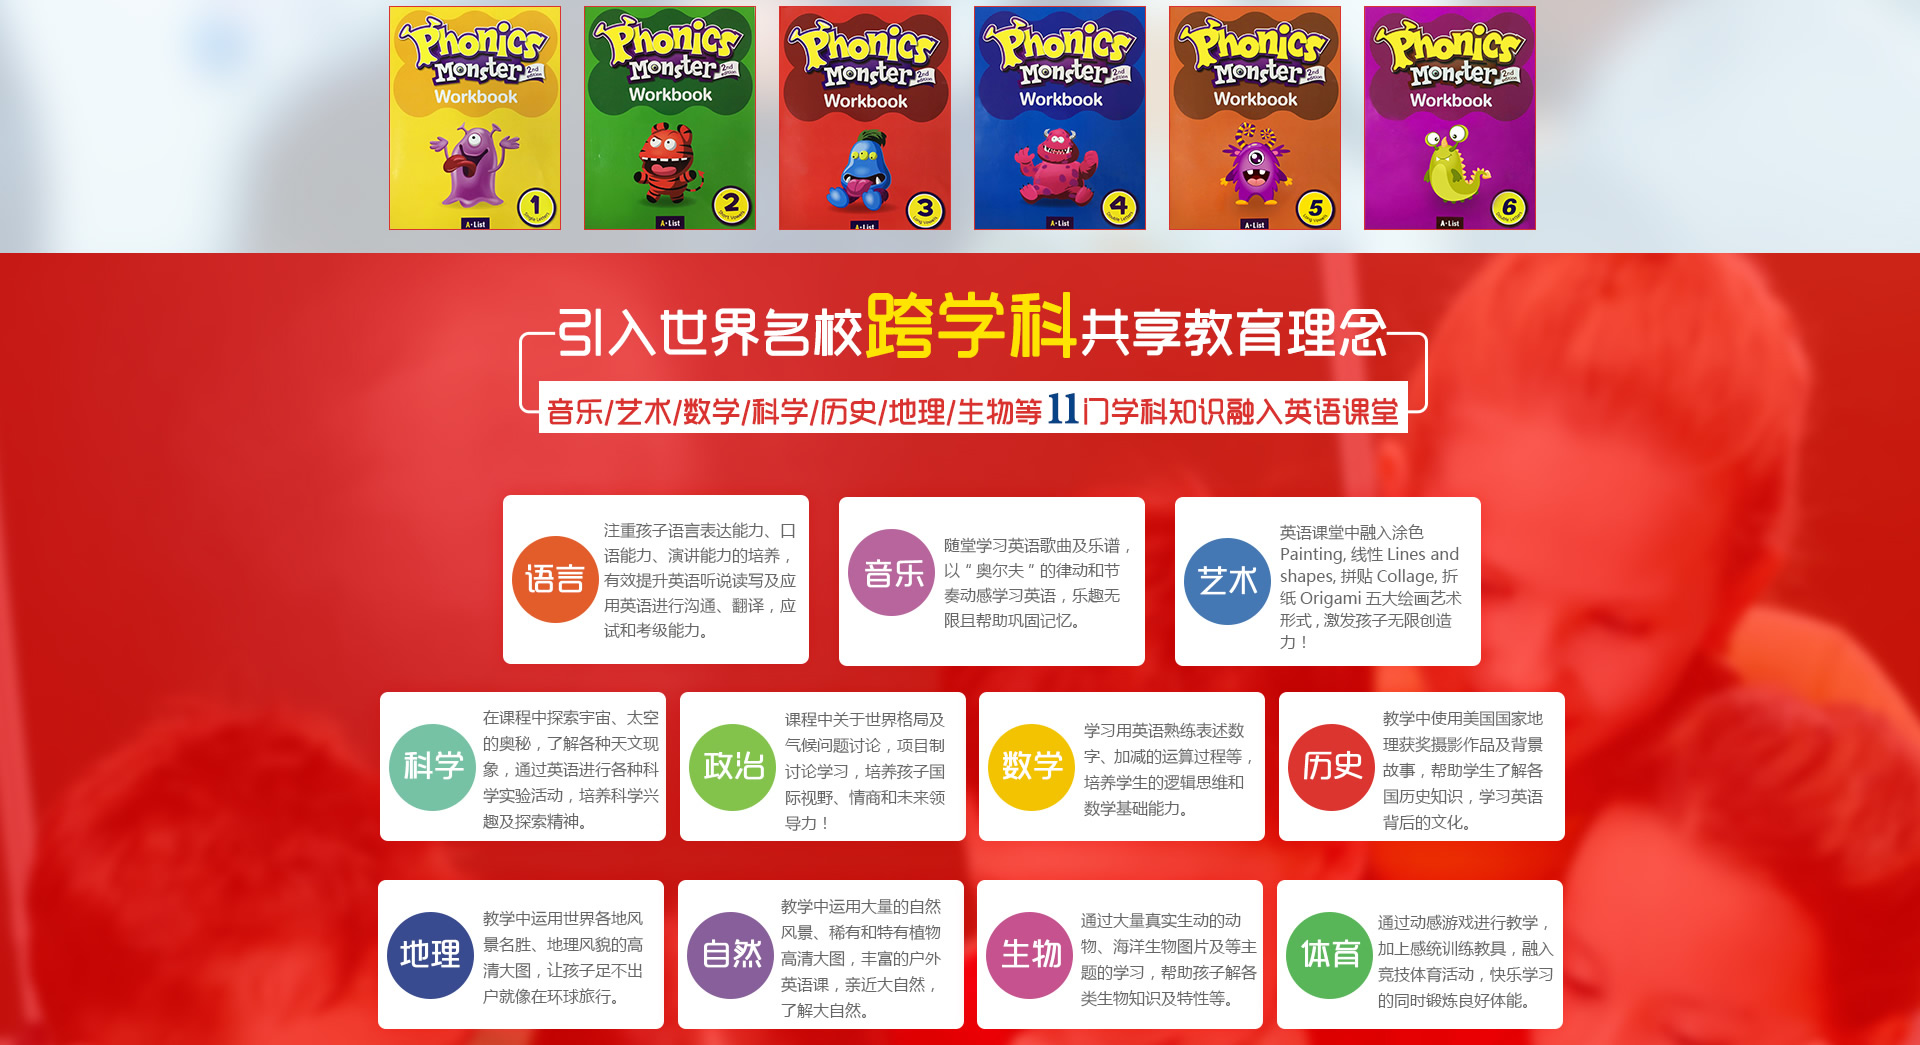 Phonics
Monster
2nd edition
Workbook
1
A·List
Phonics
Monster
2nd edition
Workbook
2
Short Vowels
A·List
Phonics
Monster
2nd edition
Workbook
3
Long Vowels
A·List
Phonics
Monster
2nd edition
Workbook
4
Double Letters
A·List
Phonics
Monster
2nd edition
Workbook
5
Long Vowels
A·List
Phonics
Monster
2nd edition
Workbook
6
Double Letters
A·List
引入世界名校跨学科共享教育理念
音乐/艺术/数学/科学/历史/地理/生物等11门学科知识融入英语课堂
语言
注重孩子语言表达能力、口
语能力、演讲能力的培养，
有效提升英语听说读写及应
用英语进行沟通、翻译，应
试和考级能力。
音乐
随堂学习英语歌曲及乐谱，
以＂奥尔夫＂的律动和节
奏动感学习英语，乐趣无
限且帮助巩固记忆。
艺术
英语课堂中融入涂色
Painting, 线性 Lines and
shapes, 拼贴 Collage, 折
纸 Origami 五大绘画艺术
形式，激发孩子无限创造
力！
科学
在课程中探索宇宙、太空
的奥秘，了解各种天文现
象，通过英语进行各种科
学实验活动，培养科学兴
趣及探索精神。
政治
课程中关于世界格局及
气候问题讨论，项目制
讨论学习，培养孩子国
际视野、情商和未来领
导力！
数学
学习用英语熟练表述数
字、加减的运算过程等，
培养学生的逻辑思维和
数学基础能力。
历史
教学中使用美国国家地
理获奖摄影作品及背景
故事，帮助学生了解各
国历史知识，学习英语
背后的文化。
地理
教学中运用世界各地风
景名胜、地理风貌的高
清大图，让孩子足不出
户就像在环球旅行。
自然
教学中运用大量的自然
风景、稀有和特有植物
高清大图，丰富的户外
英语课，亲近大自然，
了解大自然。
生物
通过大量真实生动的动
物、海洋生物图片及等主
题的学习，帮助孩子解各
类生物知识及特性等。
体育
通过动感游戏进行教学，
加上感统训练教具，融入
竞技体育活动，快乐学习
的同时锻炼良好体能。